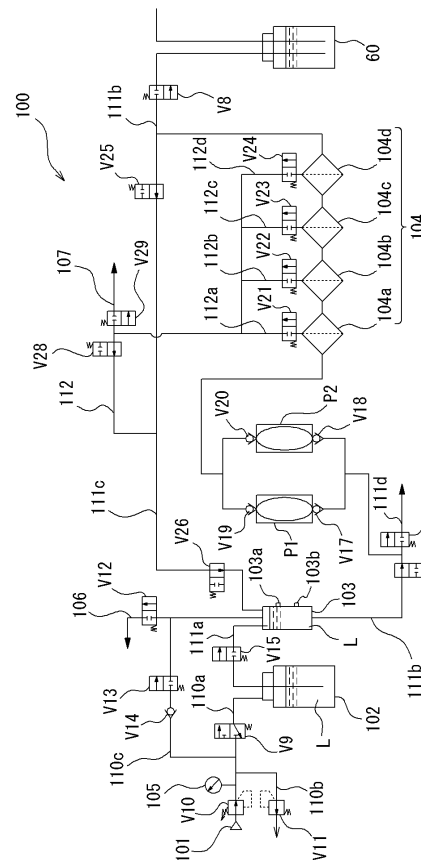 100
107
V29
V28
112
111c
V25
111b
V8
60
112d
V24
112c
V23
112b
V22
112a
V21
104d
104c
104
104b
104a
106
V12
V26
V20
P2
V18
V19
P1
V17
111d
103a
103b
103
L
111b
V13
V14
110c
111a
V15
110a
102
L
V9
105
V10
101
110b
V11